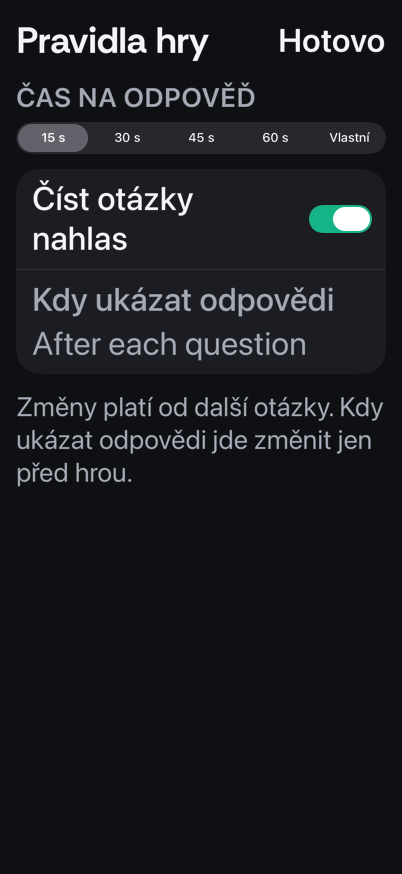 Pravidla hry
Hotovo
ČAS NA ODPOVĚĎ
15 s
30 s
45 s
60 s
Vlastní
Číst otázky
nahlas
Kdy ukázat odpovědi
After each question
Změny platí od další otázky. Kdy
ukázat odpovědi jde změnit jen
před hrou.